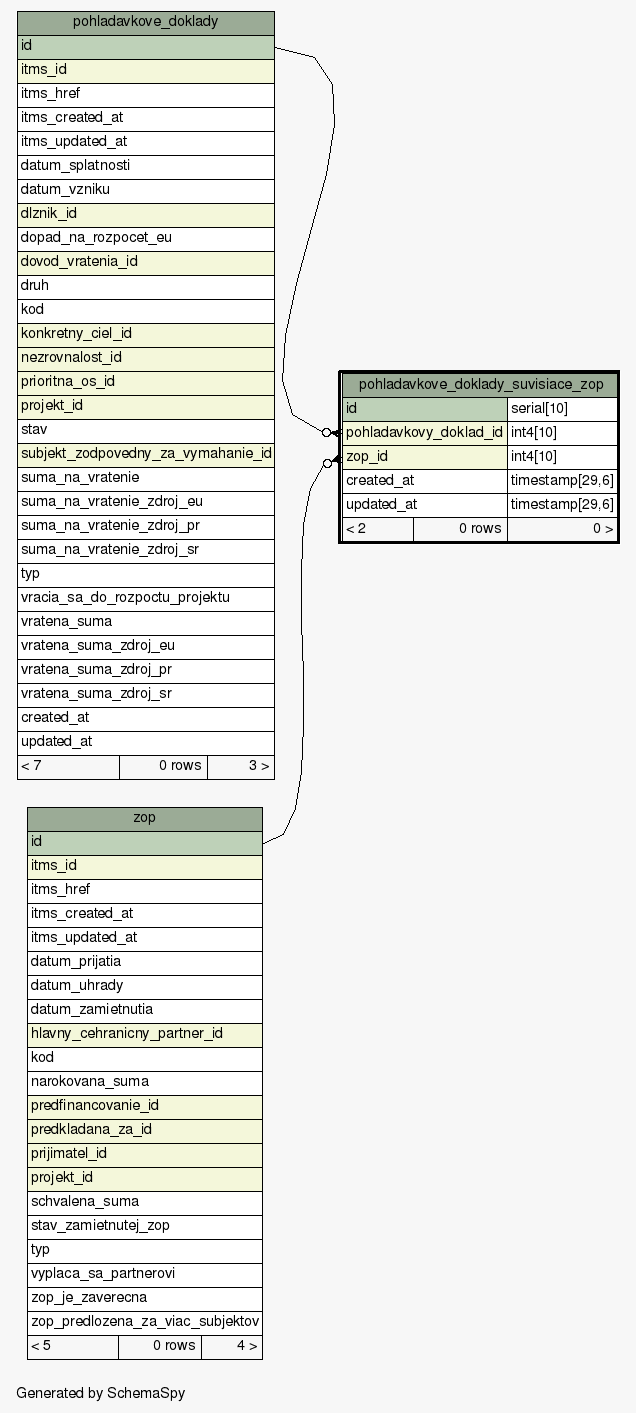 pohladavkove_doklady
id
itms_id
itms_href
itms_created_at
itms_updated_at
datum_splatnosti
datum_vzniku
dlznik_id
dopad_na_rozpocet_eu
dovod_vratenia_id
druh
kod
konkretny_ciel_id
nezrovnalost_id
prioritna_os_id
projekt_id
stav
subjekt_zodpovedny_za_vymahanie_id
suma_na_vratenie
suma_na_vratenie_zdroj_eu
suma_na_vratenie_zdroj_pr
suma_na_vratenie_zdroj_sr
typ
vracia_sa_do_rozpoctu_projektu
vratena_suma
vratena_suma_zdroj_eu
vratena_suma_zdroj_pr
vratena_suma_zdroj_sr
created_at
updated_at
< 7 0 rows 3 >
pohladavkove_doklady_suvisiace_zop
id serial[10]
pohladavkovy_doklad_id int4[10]
zop_id int4[10]
created_at timestamp[29,6]
updated_at timestamp[29,6]
< 2 0 rows 0 >
zop
id
itms_id
itms_href
itms_created_at
itms_updated_at
datum_prijatia
datum_uhrady
datum_zamietnutia
hlavny_cehranicny_partner_id
kod
narokovana_suma
predfinancovanie_id
predkladana_za_id
prijimatel_id
projekt_id
schvalena_suma
stav_zamietnutej_zop
typ
vyplaca_sa_partnerovi
zop_je_zaverecna
zop_predlozena_za_viac_subjektov
< 5 0 rows 4 >
Generated by SchemaSpy